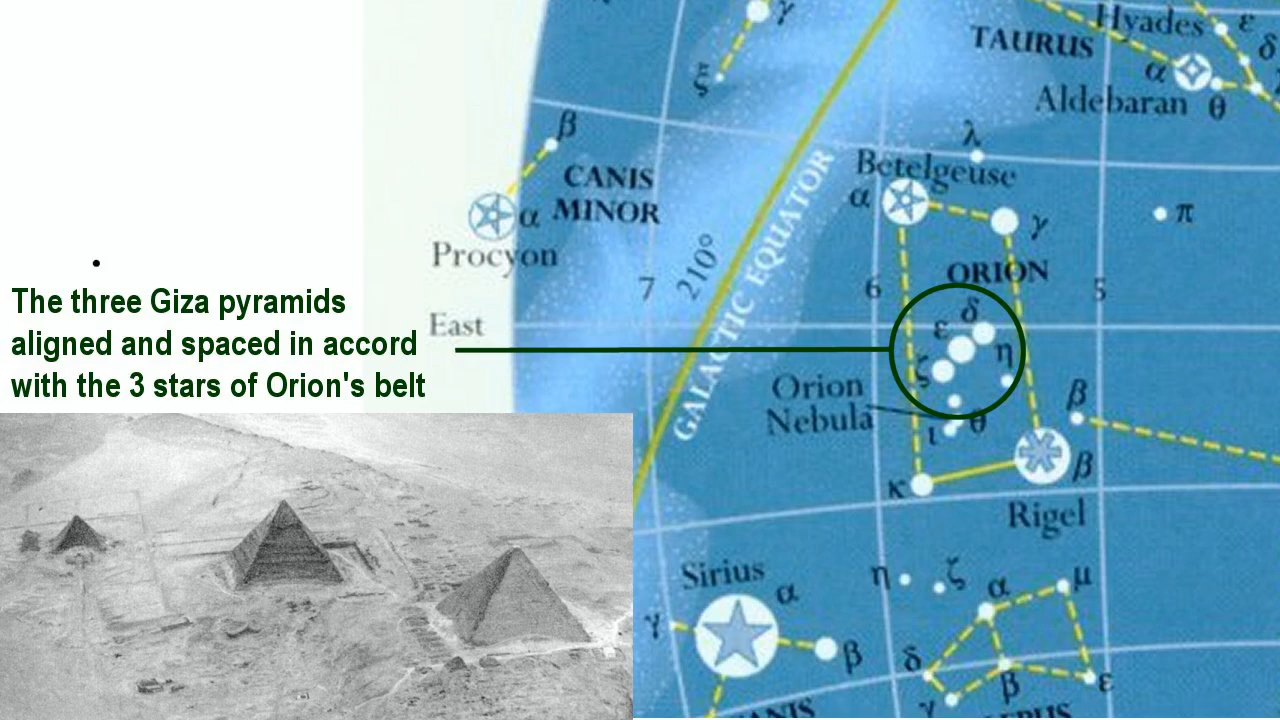 The three Giza pyramids
aligned and spaced in accord
with the 3 stars of Orion's belt
γ
ξ
Hyades
ε
δ
TAURUS
α
Aldebaran
θ
β
CANIS
MINOR
α
Procyon
λ
Betelgeuse
α
γ
π
ORION
7
210°
GALACTIC EQUATOR
6
5
East
δ
ε
η
ζ
Orion
Nebula
θ
ι
β
κ
β
Rigel
Sirius
α
η
ζ
α
μ
γ
β
δ
β
ε
γ